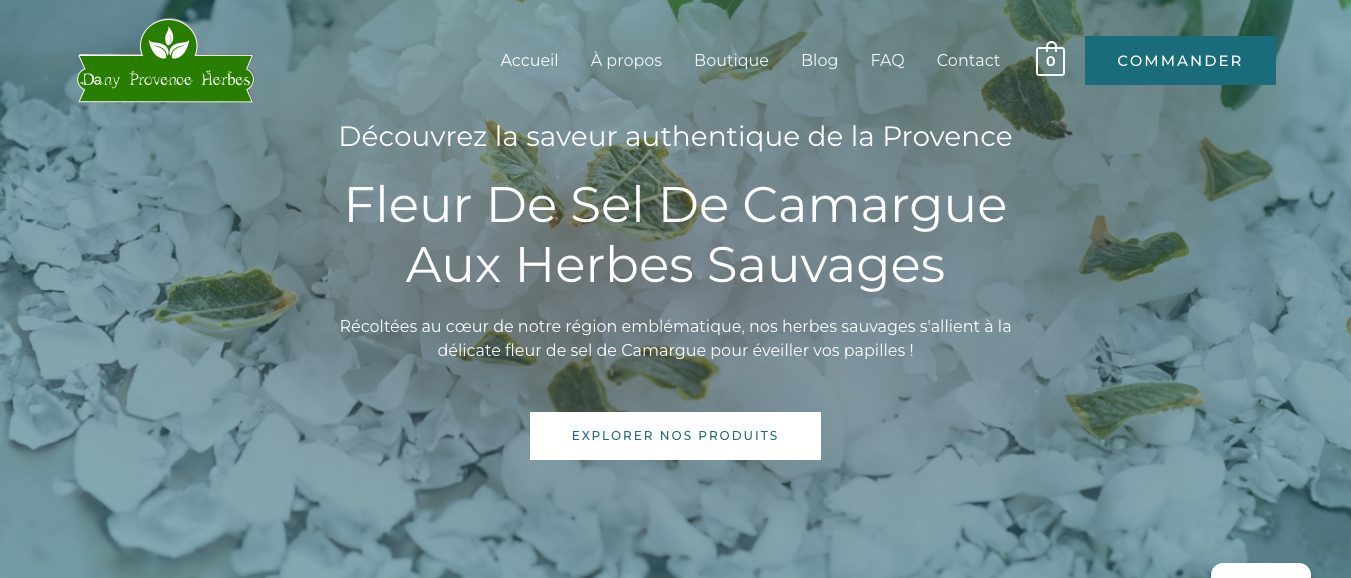 Dany Provence Herbes
Accueil
À propos
Boutique
Blog
FAQ
Contact
0
COMMANDER
Découvrez la saveur authentique de la Provence
Fleur De Sel De Camargue
Aux Herbes Sauvages
Récoltées au cœur de notre région emblématique, nos herbes sauvages s'allient à la
délicate fleur de sel de Camargue pour éveiller vos papilles !
EXPLORER NOS PRODUITS